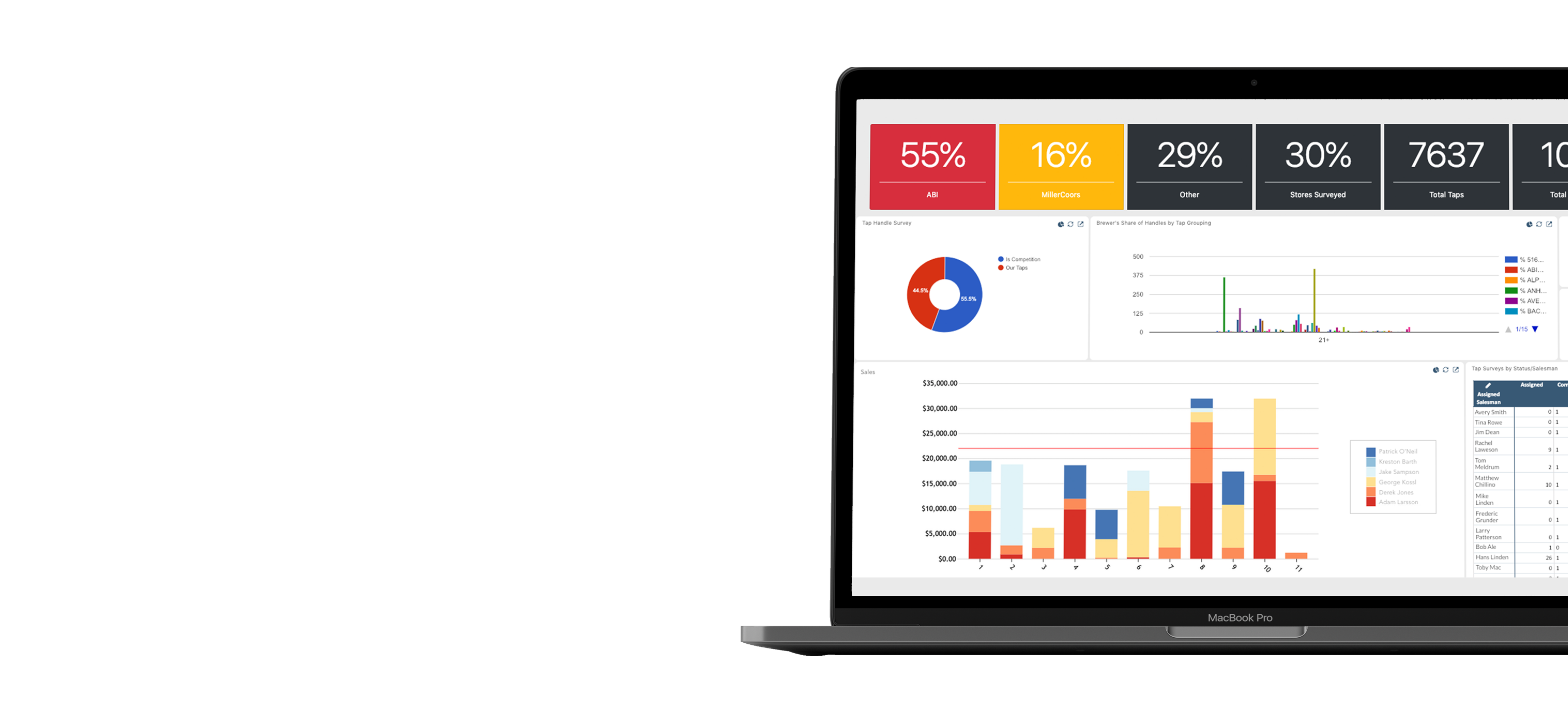 55%
16%
29%
30%
7637
10
ABI
MillerCoors
Other
Stores Surveyed
Total Taps
Total
Tap Handle Survey
Is Competition
Our Taps
44.5%
55.5%
Brewer's Share of Handles by Tap Grouping
500
375
250
125
0
21+
% 516...
% ABI...
% ALP...
% ANH...
% AVE...
% BAC...
1/15
Sales
$35,000.00
$30,000.00
$25,000.00
$20,000.00
$15,000.00
$10,000.00
$5,000.00
$0.00
1 2 3 4 5 6 7 8 9 10 11
Patrick O'Neil
Kreston Barth
Jake Sampson
George Kossl
Derek Jones
Adam Larsson
Tap Surveys by Status/Salesman
Assigned
Salesman
Assigned
Com
Avery Smith 0 1
Tina Rowe 0 1
Jim Dean 0 1
Rachel
Laweson 9 1
Tom
Meldrum 2 1
Matthew
Chillino 10 1
Mike
Linden 0 1
Frederic
Grunder 0 1
Larry
Patterson 0 1
Bob Ale 1 0
Hans Linden 26 1
Toby Mac 0 1
MacBook Pro